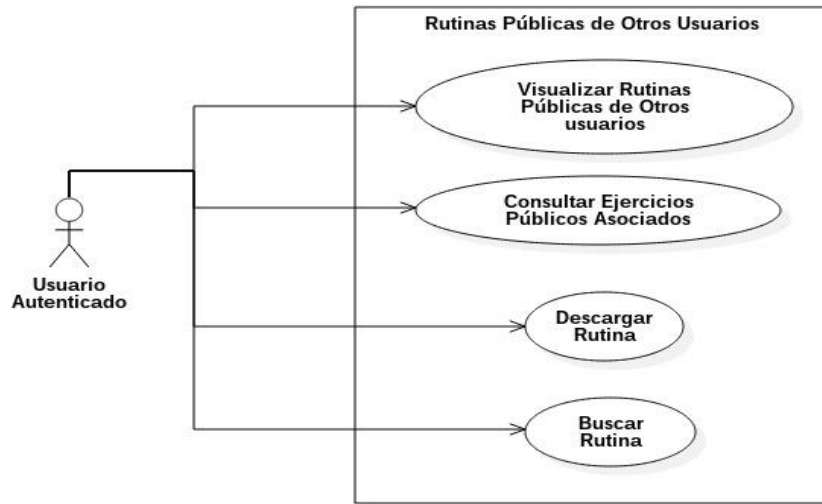 Rutinas Públicas de Otros Usuarios
Visualizar Rutinas
Públicas de Otros
usuarios
Consultar Ejercicios
Públicos Asociados
Usuario
Autenticado
Descargar
Rutina
Buscar
Rutina